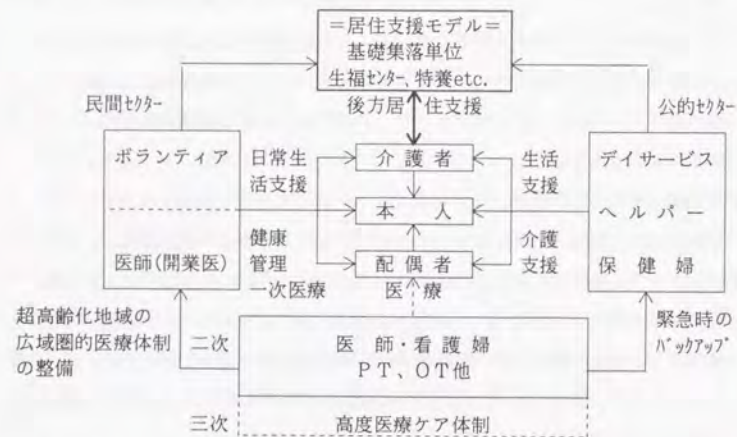 =居住支援モデル=
基礎集落単位
生福ｾﾝﾀｰ、特養etc.
民間ｾｸﾀｰ
後方居 住支援
公的ｾｸﾀｰ
ボランティア
日常生
活支援
介護者
生活
支援
デイサービス
本 人
ヘルパー
医師(開業医)
健康
管理
一次医療
配偶者
介護
支援
保健婦
医 療
超高齢化地域の
広域圏的医療体制
の整備
二次
医 師・看護婦
PT、OT他
緊急時の
ﾊﾞｯｸｱｯﾌﾟ
三次
高度医療ケア体制